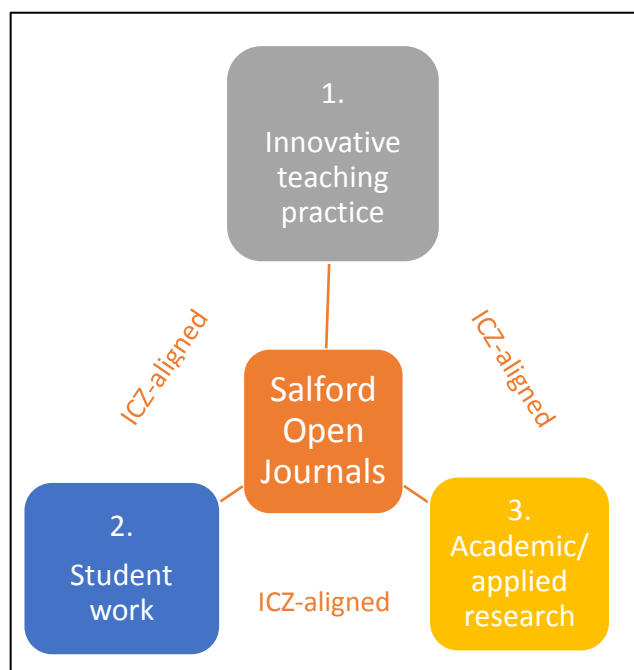 1.
Innovative
teaching
practice
ICZ-aligned
ICZ-aligned
Salford
Open
Journals
2.
Student
work
3.
Academic/
applied
research
ICZ-aligned